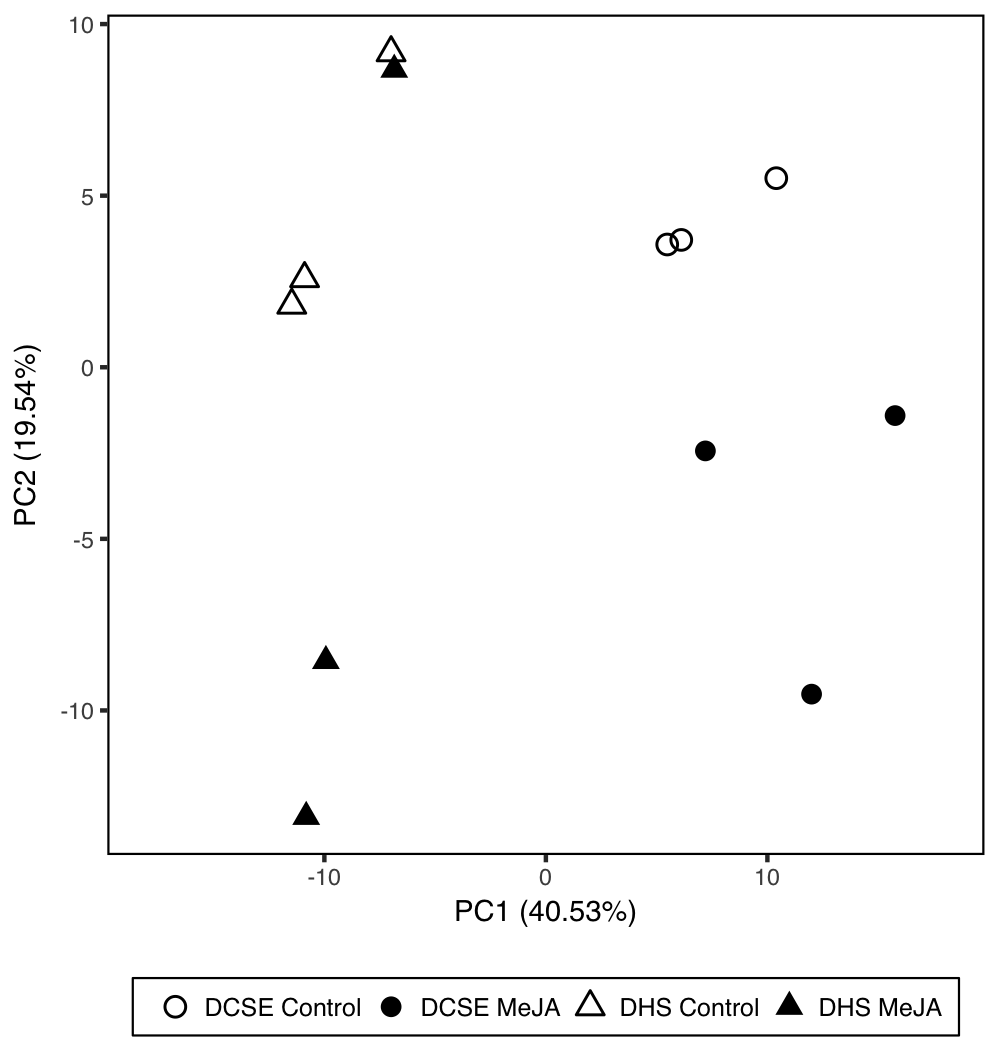 10
5
0
-5
-10
PC2 (19.54%)
-10 0 10
PC1 (40.53%)
DCSE Control DCSE MeJA DHS Control DHS MeJA